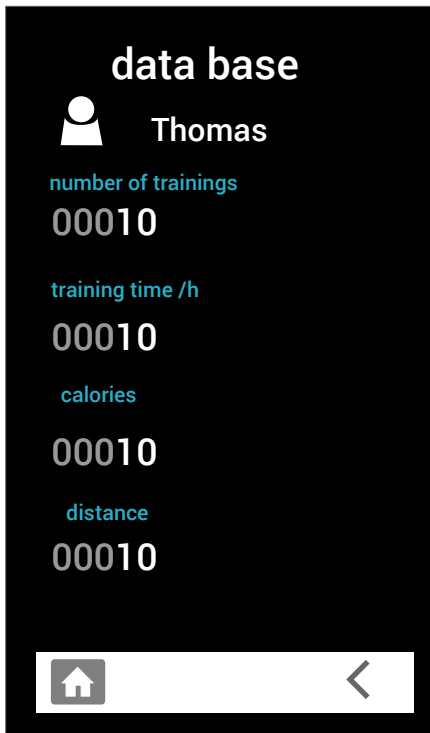 data base
Thomas
number of trainings
00010
training time /h
00010
calories
00010
distance
00010